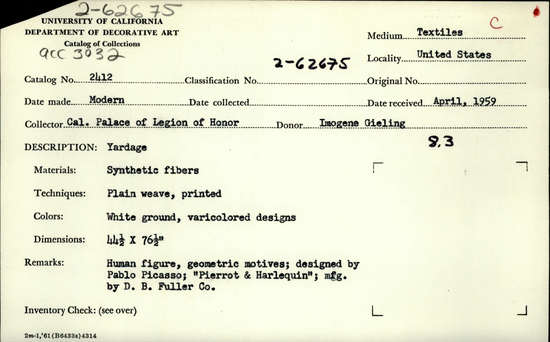 2-62675
UNIVERSITY OF CALIFORNIA
DEPARTMENT OF DECORATIVE ART
Catalog of Collections
acc 3032
Medium Textiles C
Locality United States
Catalog No. 2412 Classification No. 2-62675 Original No.
Date made Modern Date collected Date received April, 1959
Collector Cal. Palace of Legion of Honor Donor Imogene Gieling
DESCRIPTION: Yardage 8.3
Materials: Synthetic fibers
Techniques: Plain weave, printed
Colors: White ground, varicolored designs
Dimensions: 44½ X 76½"
Remarks: Human figure, geometric motives; designed by
Pablo Picasso; "Pierrot & Harlequin"; mfg.
by D. B. Fuller Co.
Inventory Check: (see over)
2m-1,'61(B6433s)4314